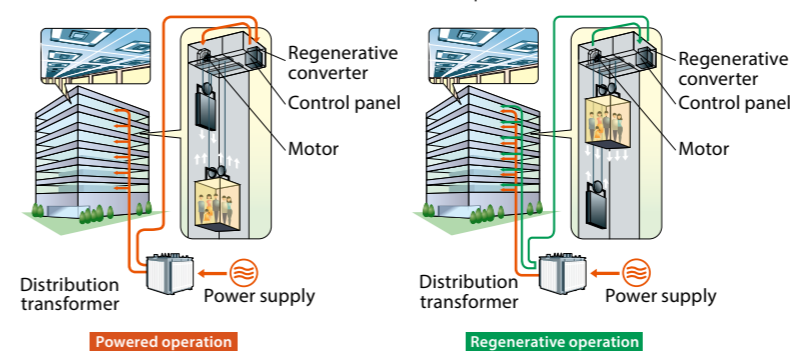 Regenerative
converter
Control panel
Motor
Distribution
transformer
Power supply
Powered operation
Regenerative
converter
Control panel
Motor
Distribution
transformer
Power supply
Regenerative operation